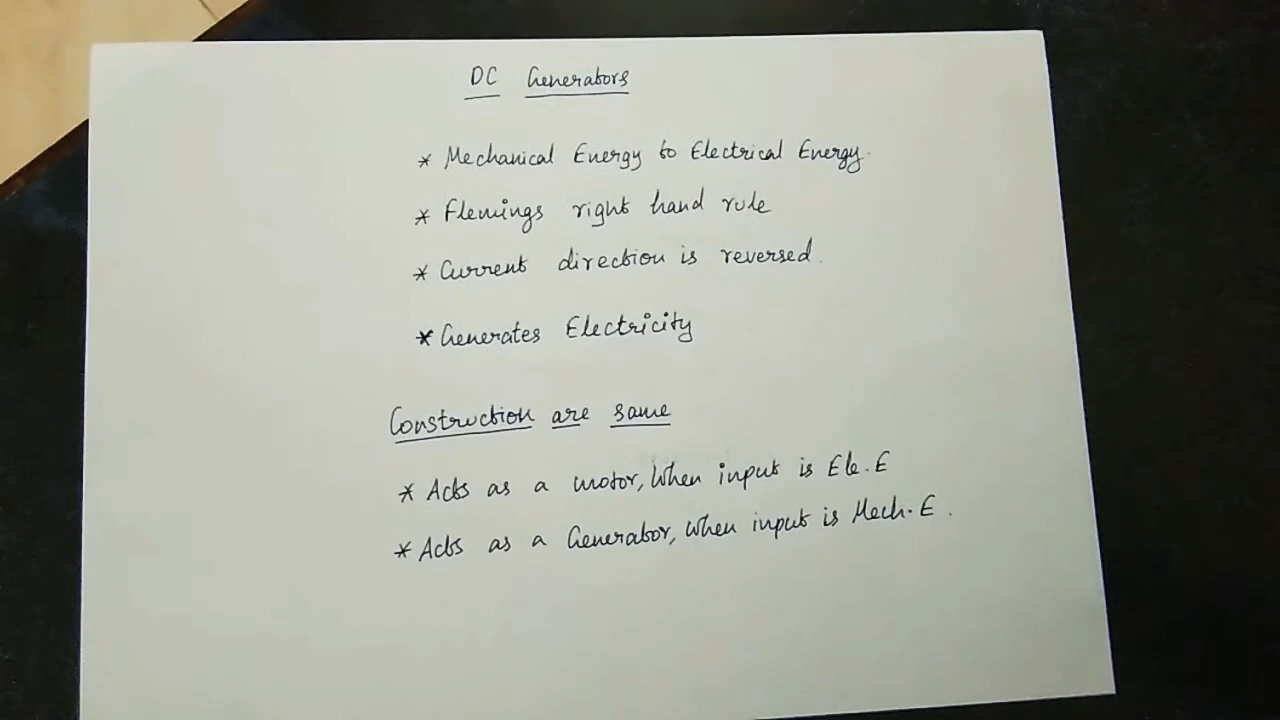 DC Generators
* Mechanical Energy to Electrical Energy.
* Flemings right hand rule
* Current direction is reversed.
* Generates Electricity
Construction are same
* Acts as a motor, When input is Ele. E
* Acts as a Generator, when input is Mech. E.